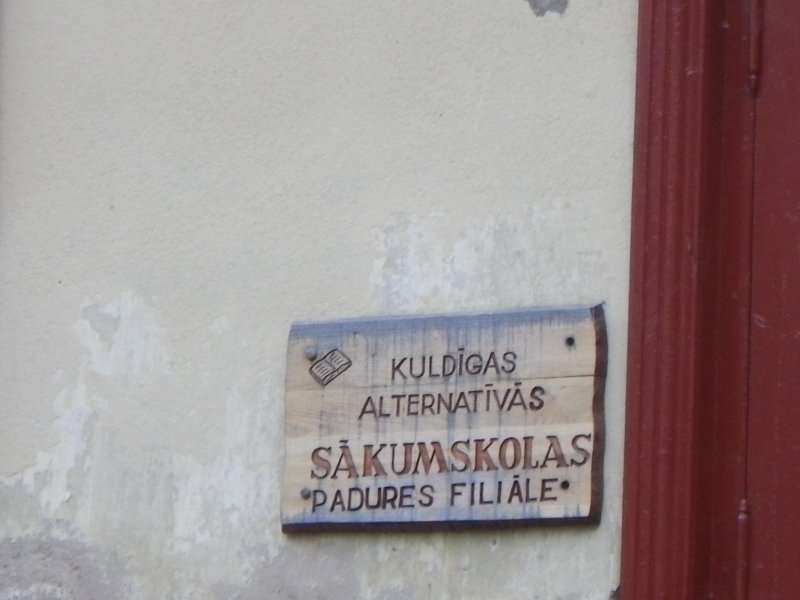 KULDĪGAS
ALTERNATĪVĀS
SĀKUMSKOLAS
PADURES FILIĀLE